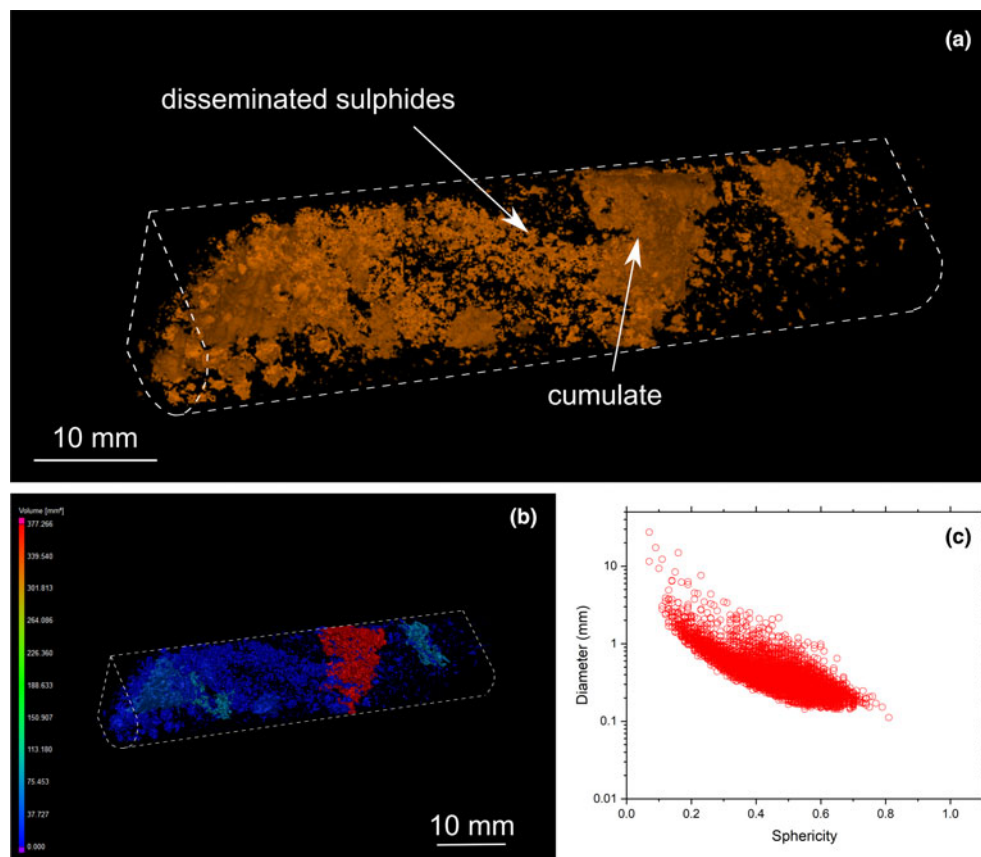 (a)
disseminated sulphides
cumulate
10 mm
(b)
Volume [mm³]
377.266
339.540
301.813
264.086
226.360
188.633
150.907
113.180
75.453
37.727
0.000
10 mm
(c)
Diameter (mm)
10
1
0.1
0.01
0.0 0.2 0.4 0.6 0.8 1.0
Sphericity